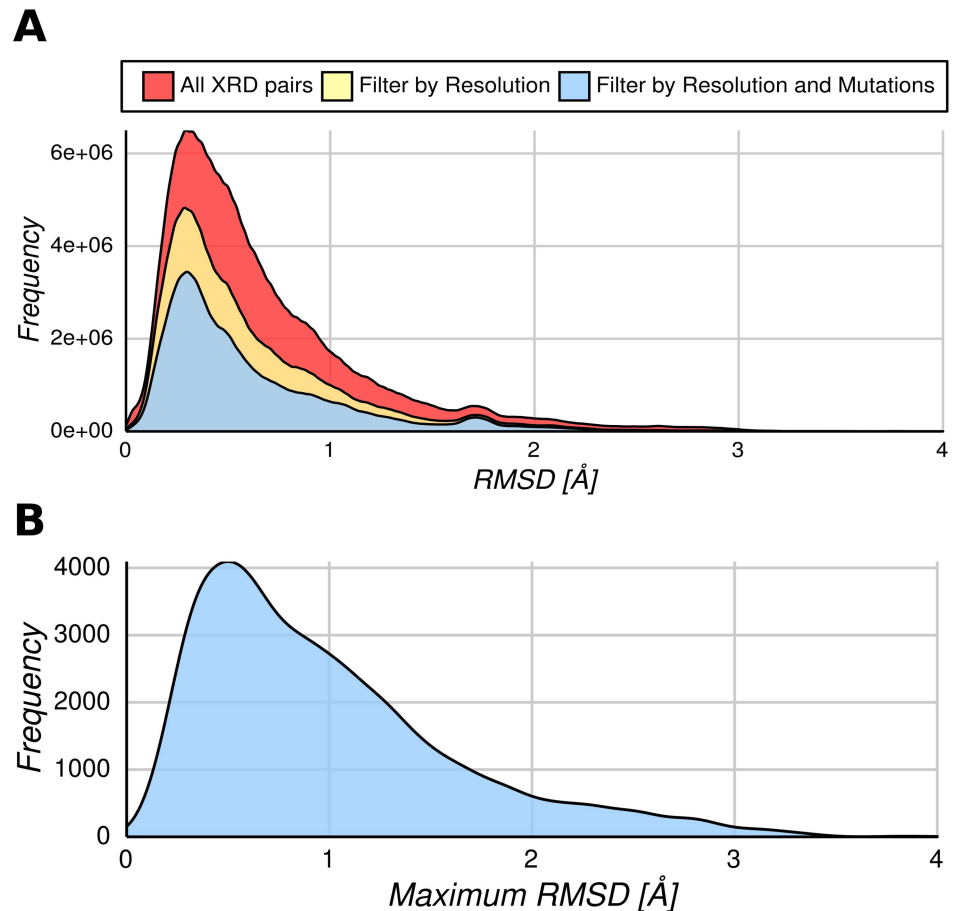 A
All XRD pairs Filter by Resolution Filter by Resolution and Mutations
6e+06
4e+06
2e+06
0e+00
Frequency
0 1 2 3 4
RMSD [Å]
B
4000
3000
2000
1000
0
Frequency
0 1 2 3 4
Maximum RMSD [Å]